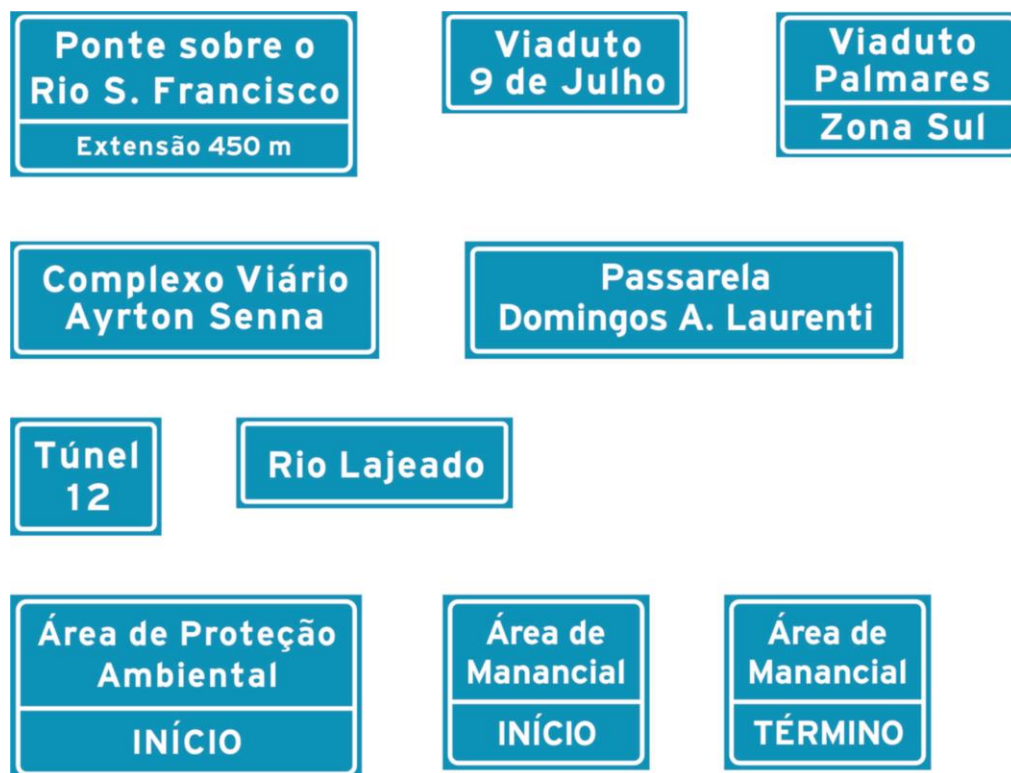 Ponte sobre o
Rio S. Francisco
Extensão 450 m
Viaduto
9 de Julho
Viaduto
Palmares
Zona Sul
Complexo Viário
Ayrton Senna
Passarela
Domingos A. Laurenti
Túnel
12
Rio Lajeado
Área de Proteção
Ambiental
INÍCIO
Área de
Manancial
INÍCIO
Área de
Manancial
TÉRMINO